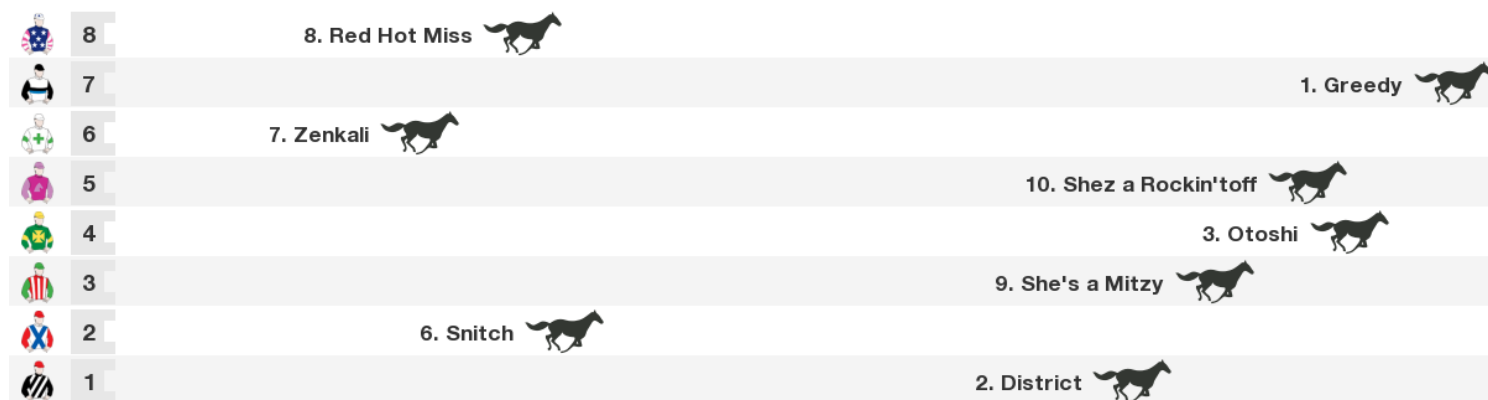 8 8. Red Hot Miss
7 1. Greedy
6 7. Zenkali
5 10. Shez a Rockin'toff
4 3. Otoshi
3 9. She's a Mitzy
2 6. Snitch
1 2. District